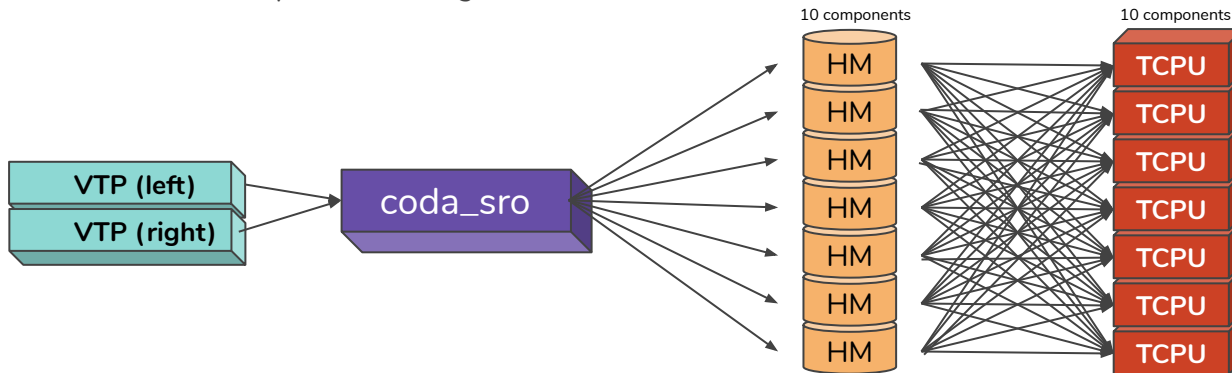 10 components
10 components
VTP (left)
VTP (right)
coda_sro
HM
HM
HM
HM
HM
HM
HM
TCPU
TCPU
TCPU
TCPU
TCPU
TCPU
TCPU